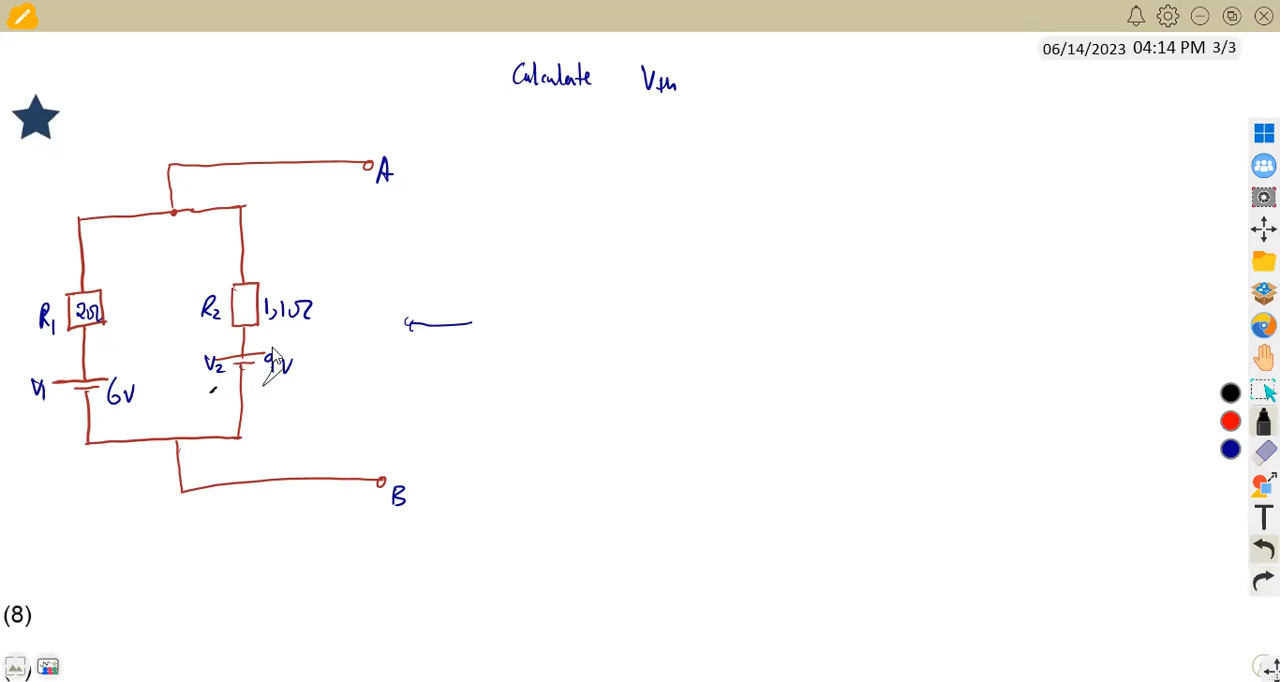 06/14/2023 04:14 PM 3/3
Calculate Vth
A
R1 2Ω R2 1,1Ω
V1 6V V2 9V
B
(8)